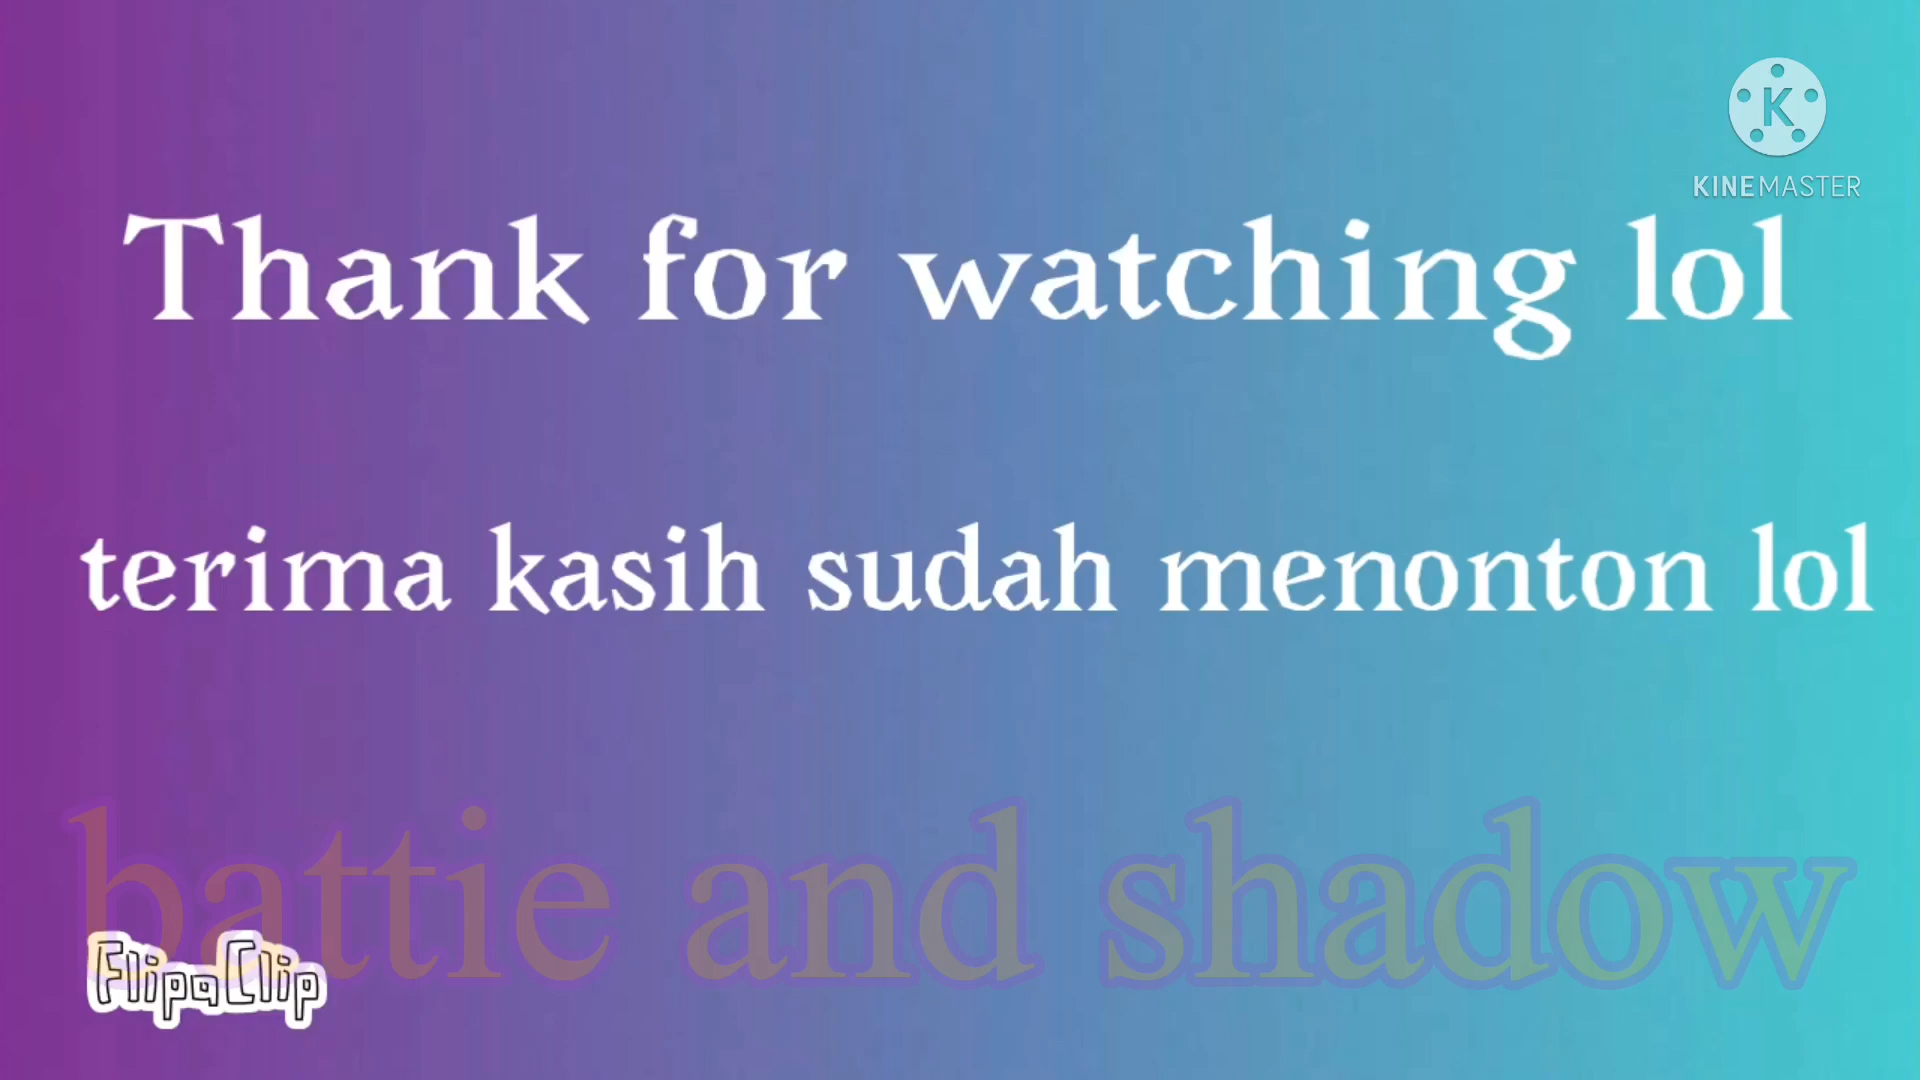 KINEMASTER
Thank for watching lol
terima kasih sudah menonton lol
battie and shadow
FlipaClip